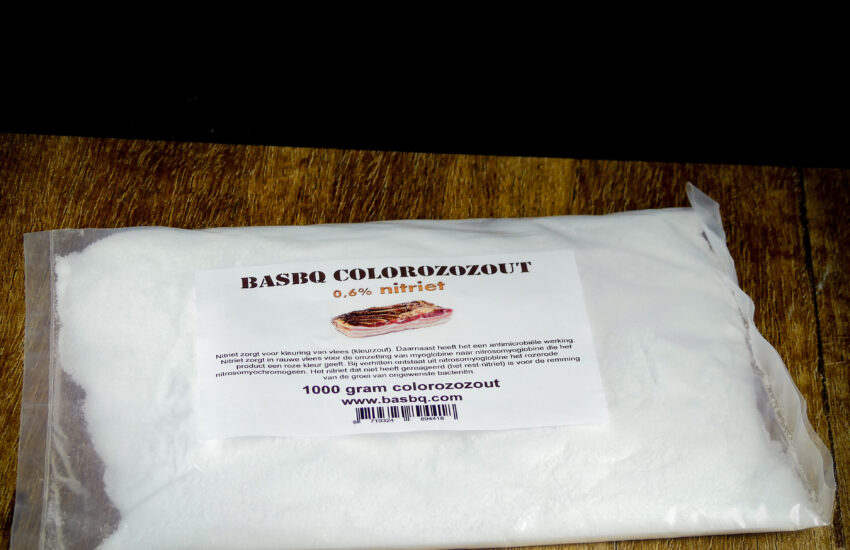 BASBQ COLOROZOZOUT
0,6% nitriet
Nitriet zorgt voor kleuring van vlees (kleurzout). Daarnaast heeft het een antimicrobiële werking.
Nitriet zorgt in rauwe vlees voor de omzetting van myoglobine naar nitrosomyoglobine die het
product een roze kleur geeft. Bij verhitten ontstaat uit nitrosomyoglobine het rozerode
nitrosomyochromogeen. Het nitriet dat niet heeft gereageerd (het rest-nitriet) is voor de remming
van de groei van ongewenste bacteriën.
1000 gram colorozozout
www.basbq.com
8 719324 894418